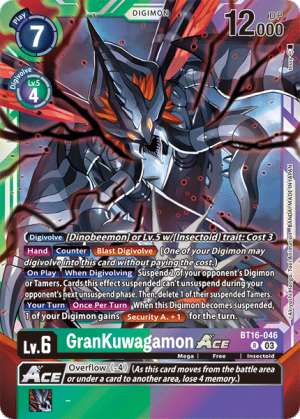 Play
7
DIGIMON
DP
12000
Digivolve
Lv.5
4
Digivolve [Dinobeemon] or Lv.5 w/[Insectoid] trait: Cost 3
Hand Counter Blast Digivolve (One of your Digimon may
digivolve into this card without paying the cost.)
On Play When Digivolving Suspend 2 of your opponent's Digimon
or Tamers. Cards this effect suspended can't unsuspend during your
opponent's next unsuspend phase. Then, delete 1 of their suspended Tamers.
Your Turn Once Per Turn When this Digimon becomes suspended,
1 of your Digimon gains Security A. +1 for the turn.
Lv.6
GranKuwagamon ACE
BT16-046
R 03
Mega Virus Insectoid
ACE Overflow ⟨-4⟩ (As this card moves from the battle area
or under a card to another area, lose 4 memory.)